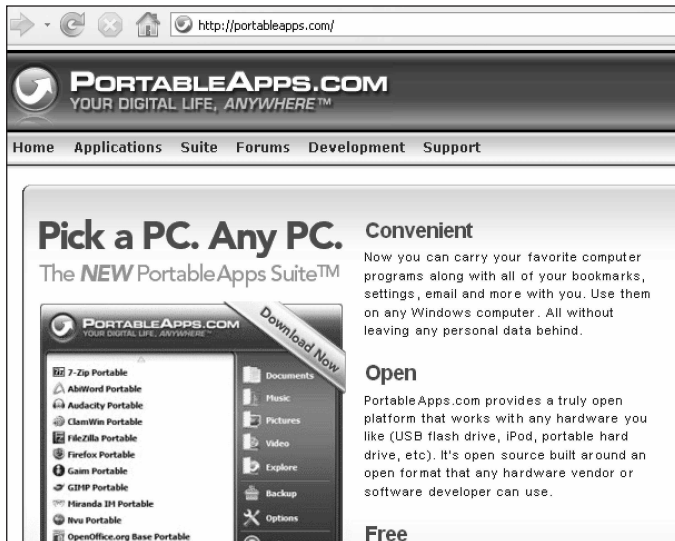 http://portableapps.com/
PORTABLEAPPS.COM
YOUR DIGITAL LIFE, ANYWHERE™
Home Applications Suite Forums Development Support
Pick a PC. Any PC.
The NEW PortableApps Suite™
PORTABLEAPPS.COM
YOUR DIGITAL LIFE, ANYWHERE™
Download Now
7-Zip Portable
AbiWord Portable
Audacity Portable
ClamWin Portable
FileZilla Portable
Firefox Portable
Gaim Portable
GIMP Portable
Miranda IM Portable
Nvu Portable
OpenOffice.org Base Portable
Documents
Music
Pictures
Video
Explore
Backup
Options
Convenient
Now you can carry your favorite computer
programs along with all of your bookmarks,
settings, email and more with you. Use them
on any Windows computer. All without
leaving any personal data behind.
Open
PortableApps.com provides a truly open
platform that works with any hardware you
like (USB flash drive, iPod, portable hard
drive, etc). It's open source built around an
open format that any hardware vendor or
software developer can use.
Free